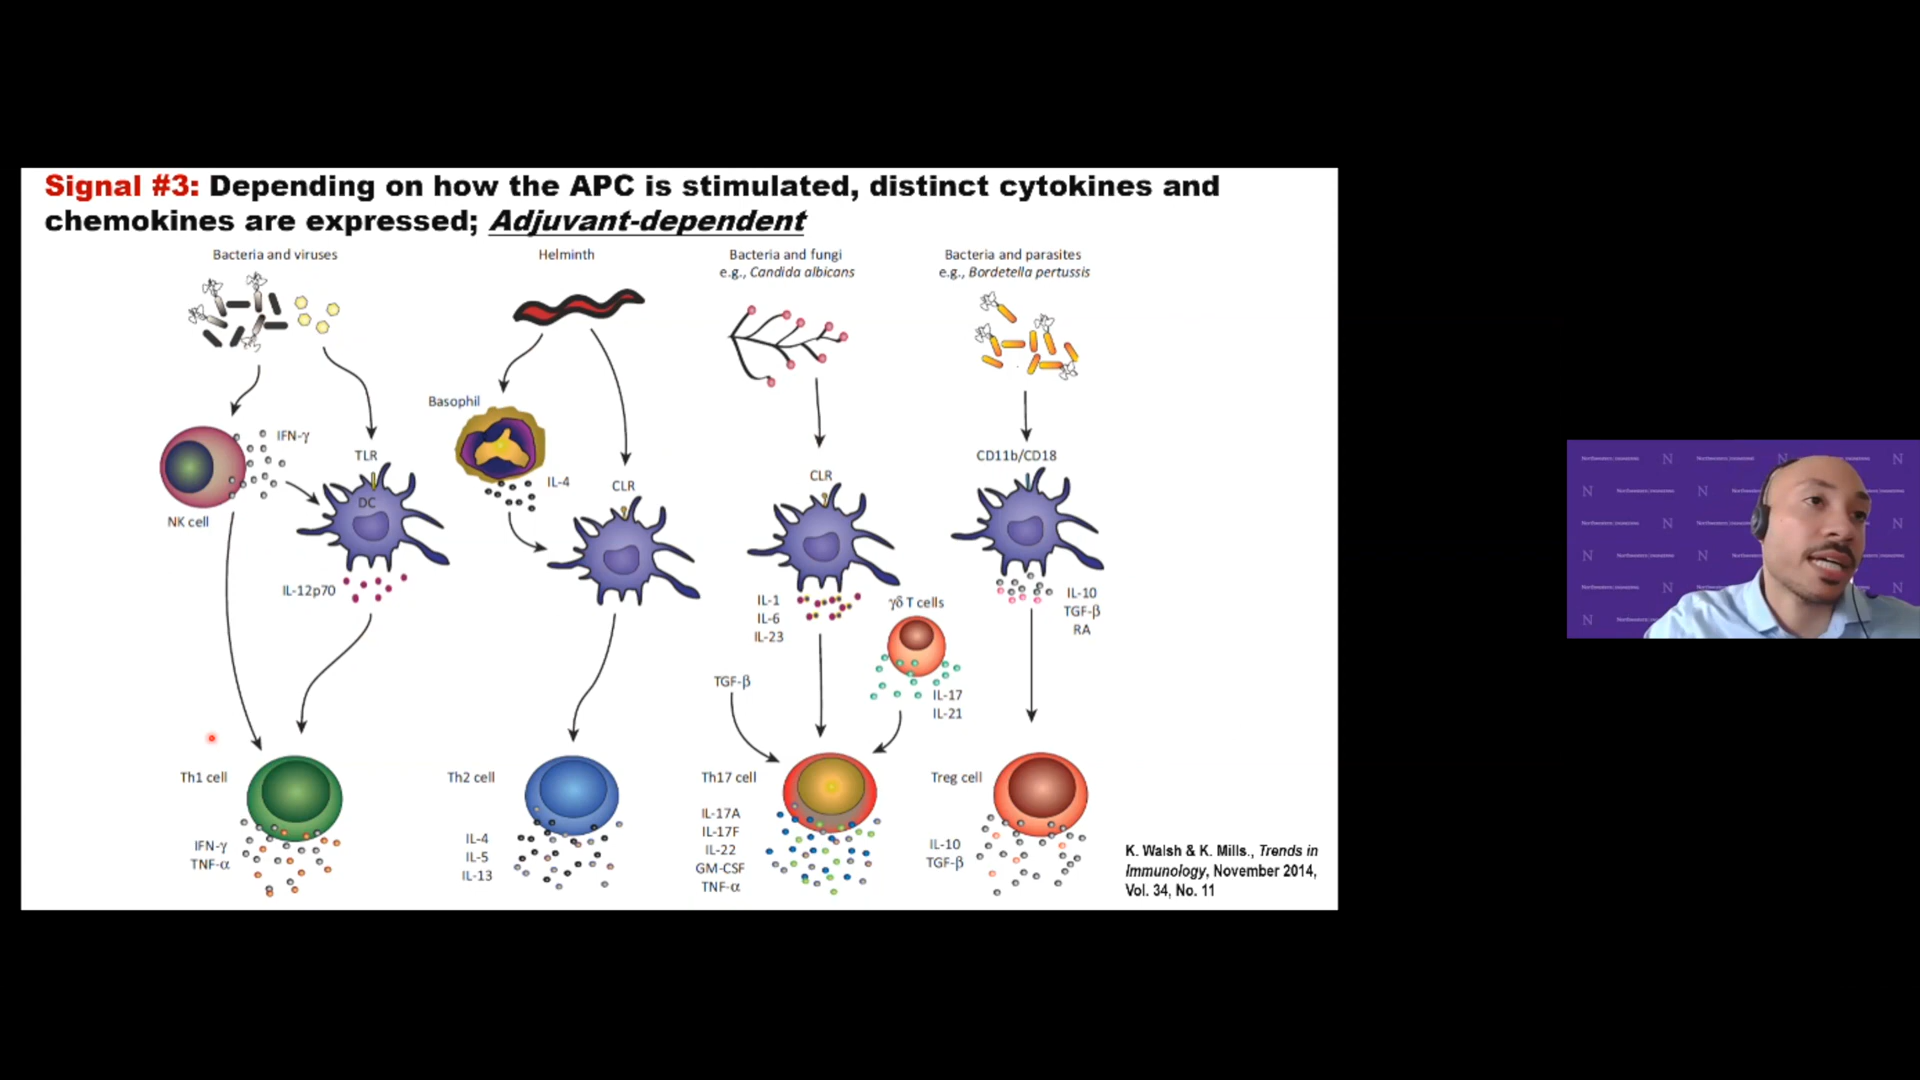 Signal #3: Depending on how the APC is stimulated, distinct cytokines and
chemokines are expressed; Adjuvant-dependent
Bacteria and viruses
Helminth
Bacteria and fungi
e.g., Candida albicans
Bacteria and parasites
e.g., Bordetella pertussis
Basophil
IFN-γ
TLR
DC
NK cell
IL-4
CLR
CLR
CD11b/CD18
IL-12p70
IL-1
IL-6
IL-23
γδ T cells
IL-10
TGF-β
RA
TGF-β
IL-17
IL-21
Th1 cell
IFN-γ
TNF-α
Th2 cell
IL-4
IL-5
IL-13
Th17 cell
IL-17A
IL-17F
IL-22
GM-CSF
TNF-α
Treg cell
IL-10
TGF-β
K. Walsh & K. Mills., Trends in
Immunology, November 2014,
Vol. 34, No. 11